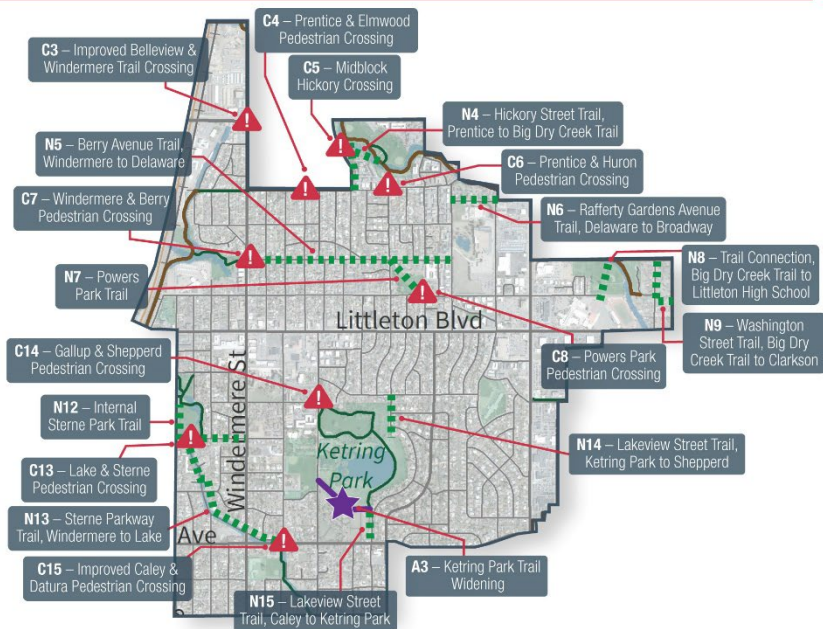 C4 – Prentice & Elmwood
Pedestrian Crossing
C3 – Improved Belleview &
Windermere Trail Crossing
C5 – Midblock
Hickory Crossing
N4 – Hickory Street Trail,
Prentice to Big Dry Creek Trail
N5 – Berry Avenue Trail,
Windermere to Delaware
C6 – Prentice & Huron
Pedestrian Crossing
C7 – Windermere & Berry
Pedestrian Crossing
N6 – Rafferty Gardens Avenue
Trail, Delaware to Broadway
N7 – Powers
Park Trail
N8 – Trail Connection,
Big Dry Creek Trail to
Littleton High School
Littleton Blvd
N9 – Washington
Street Trail, Big Dry
Creek Trail to Clarkson
C14 – Gallup & Shepperd
Pedestrian Crossing
C8 – Powers Park
Pedestrian Crossing
Windermere St
N12 – Internal
Sterne Park Trail
Ketring
Park
N14 – Lakeview Street Trail,
Ketring Park to Shepperd
C13 – Lake & Sterne
Pedestrian Crossing
N13 – Sterne Parkway
Trail, Windermere to Lake
Ave
C15 – Improved Caley &
Datura Pedestrian Crossing
A3 – Ketring Park Trail
Widening
N15 – Lakeview Street
Trail, Caley to Ketring Park